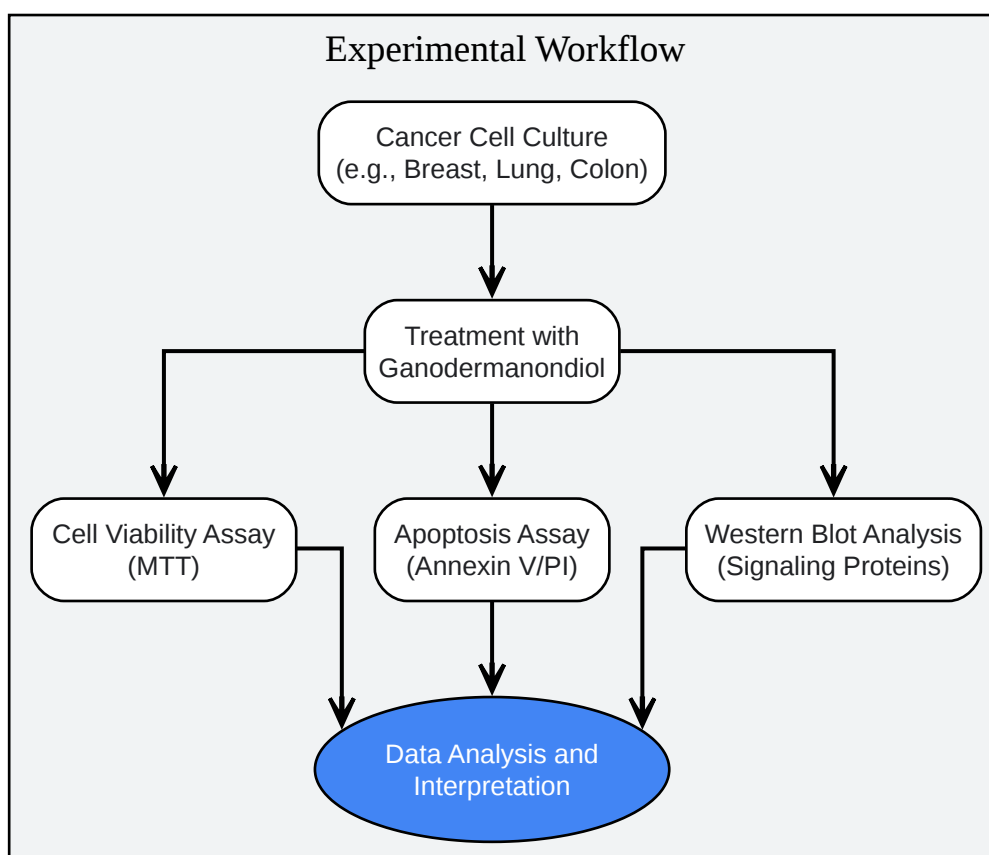 Experimental Workflow
Cancer Cell Culture
(e.g., Breast, Lung, Colon)
Treatment with
Ganodermanondiol
Cell Viability Assay
(MTT)
Apoptosis Assay
(Annexin V/PI)
Western Blot Analysis
(Signaling Proteins)
Data Analysis and
Interpretation